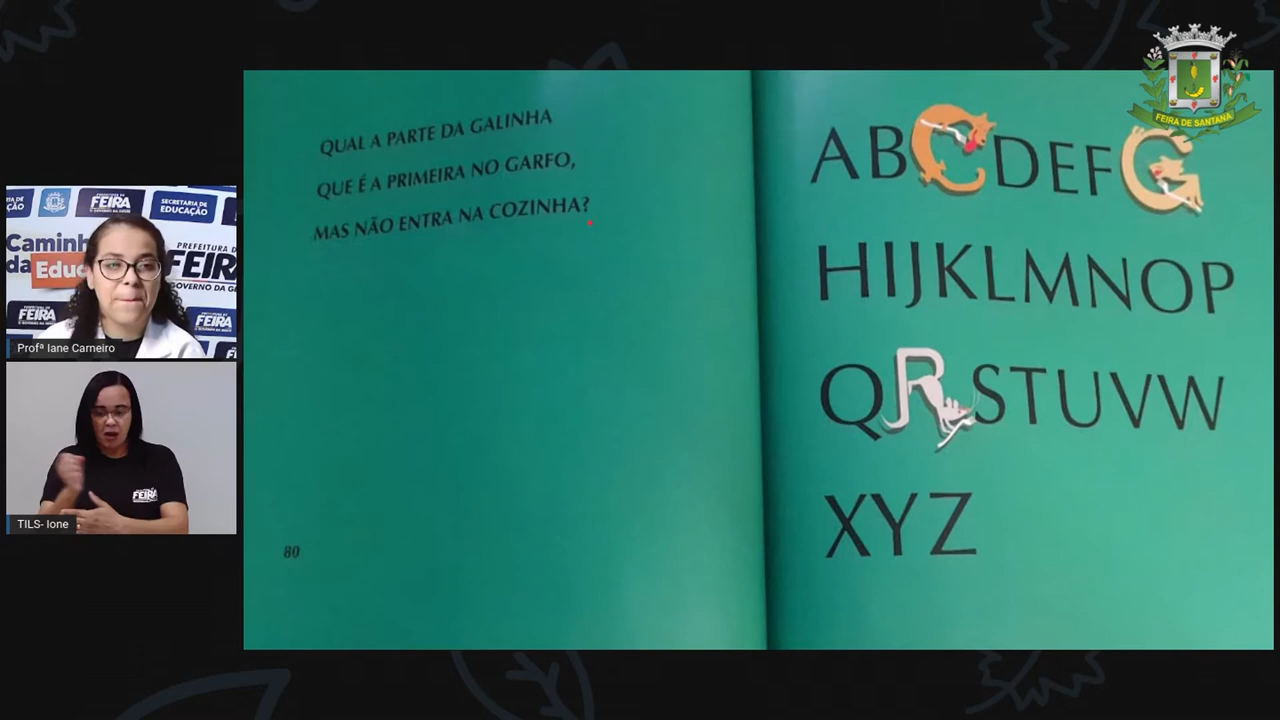 FEIRA DE SANTANA
QUAL A PARTE DA GALINHA
QUE É A PRIMEIRA NO GARFO,
MAS NÃO ENTRA NA COZINHA?
80
ABCDEFG
HIJKLMNOP
QRSTUVW
XYZ
FEIRA
SECRETARIA DE
EDUCAÇÃO
Caminh
da Educ
PREFEITURA D
FEIRA
GOVERNO DA
FEIRA
FEIRA
Profª Iane Carneiro
FEIRA
TILS- Ione